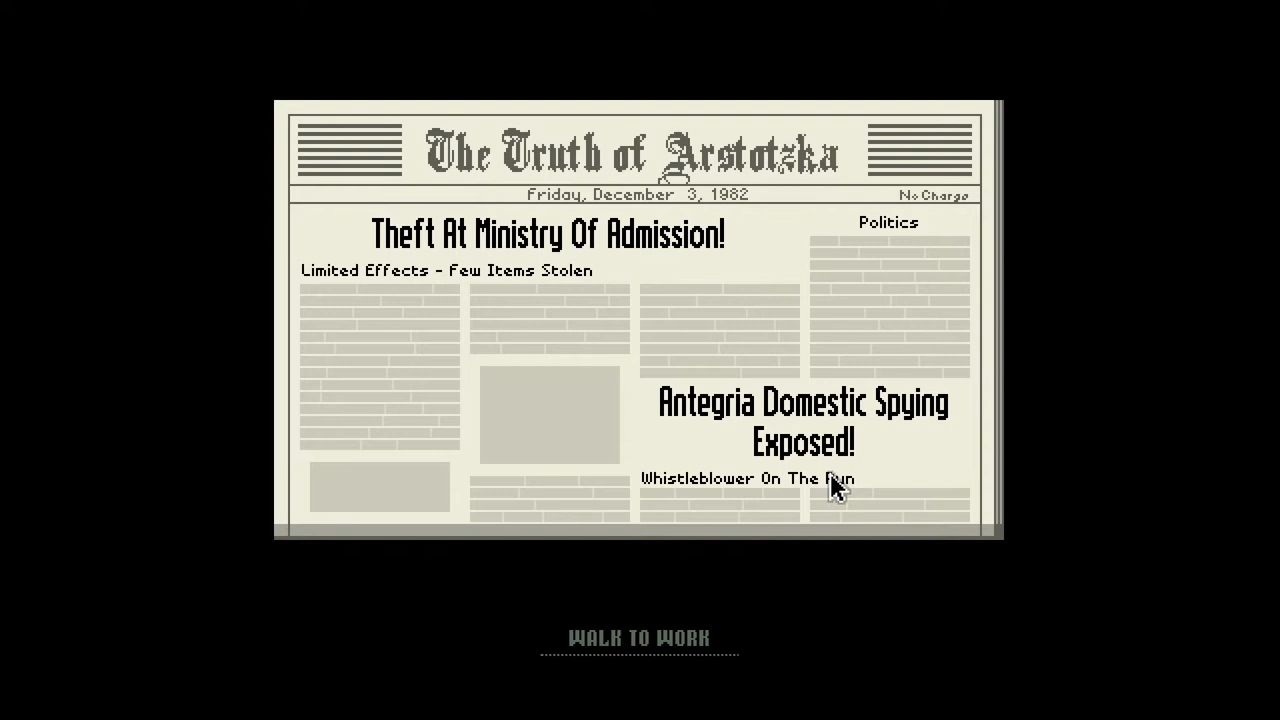 The Truth of Arstotzka
Friday, December 3, 1982
No Charge
Theft At Ministry Of Admission!
Limited Effects - Few Items Stolen
Politics
Antegria Domestic Spying
Exposed!
Whistleblower On The Run
WALK TO WORK